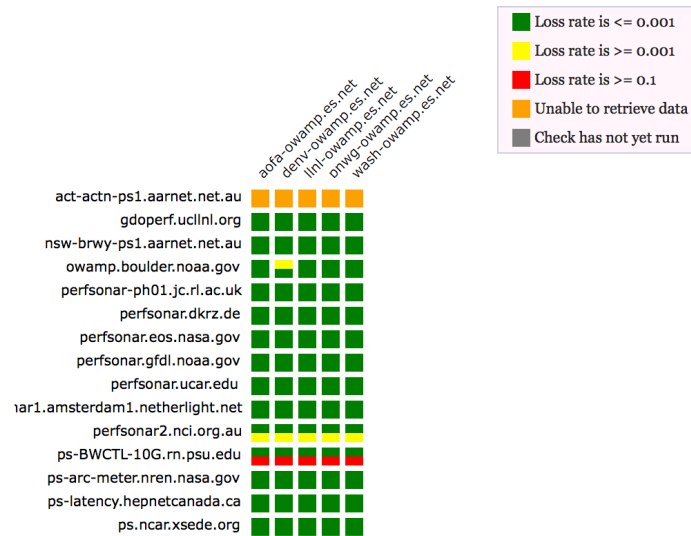 Loss rate is <= 0.001
Loss rate is >= 0.001
Loss rate is >= 0.1
Unable to retrieve data
Check has not yet run
aofa-owamp.es.net
denv-owamp.es.net
llnl-owamp.es.net
pnwg-owamp.es.net
wash-owamp.es.net
act-actn-ps1.aarnet.net.au
gdoperf.ucllnl.org
nsw-brwy-ps1.aarnet.net.au
owamp.boulder.noaa.gov
perfsonar-ph01.jc.rl.ac.uk
perfsonar.dkrz.de
perfsonar.eos.nasa.gov
perfsonar.gfdl.noaa.gov
perfsonar.ucar.edu
nar1.amsterdam1.netherlight.net
perfsonar2.nci.org.au
ps-BWCTL-10G.rn.psu.edu
ps-arc-meter.nren.nasa.gov
ps-latency.hepnetcanada.ca
ps.ncar.xsede.org